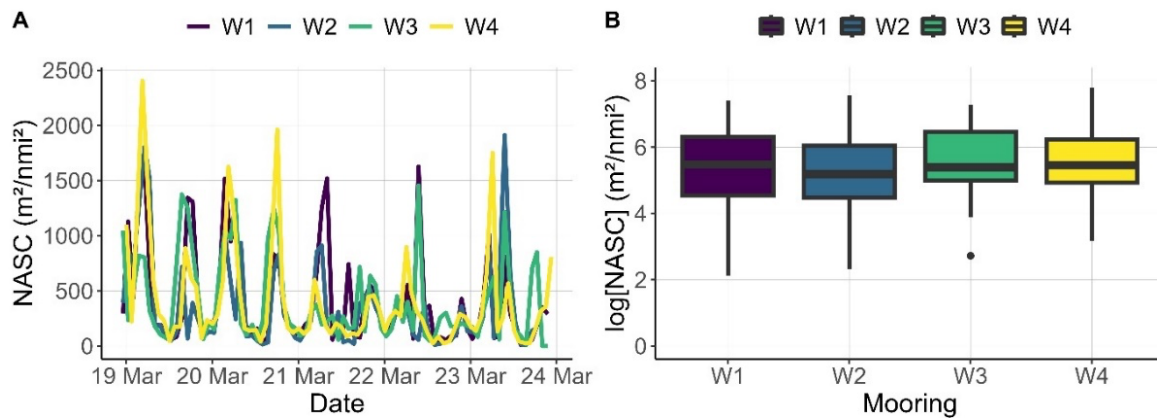 A
W1 W2 W3 W4
NASC (m²/nmi²)
2500
2000
1500
1000
500
0
19 Mar 20 Mar 21 Mar 22 Mar 23 Mar 24 Mar
Date
B
W1 W2 W3 W4
log[NASC] (m²/nmi²)
8
6
4
2
0
W1 W2 W3 W4
Mooring